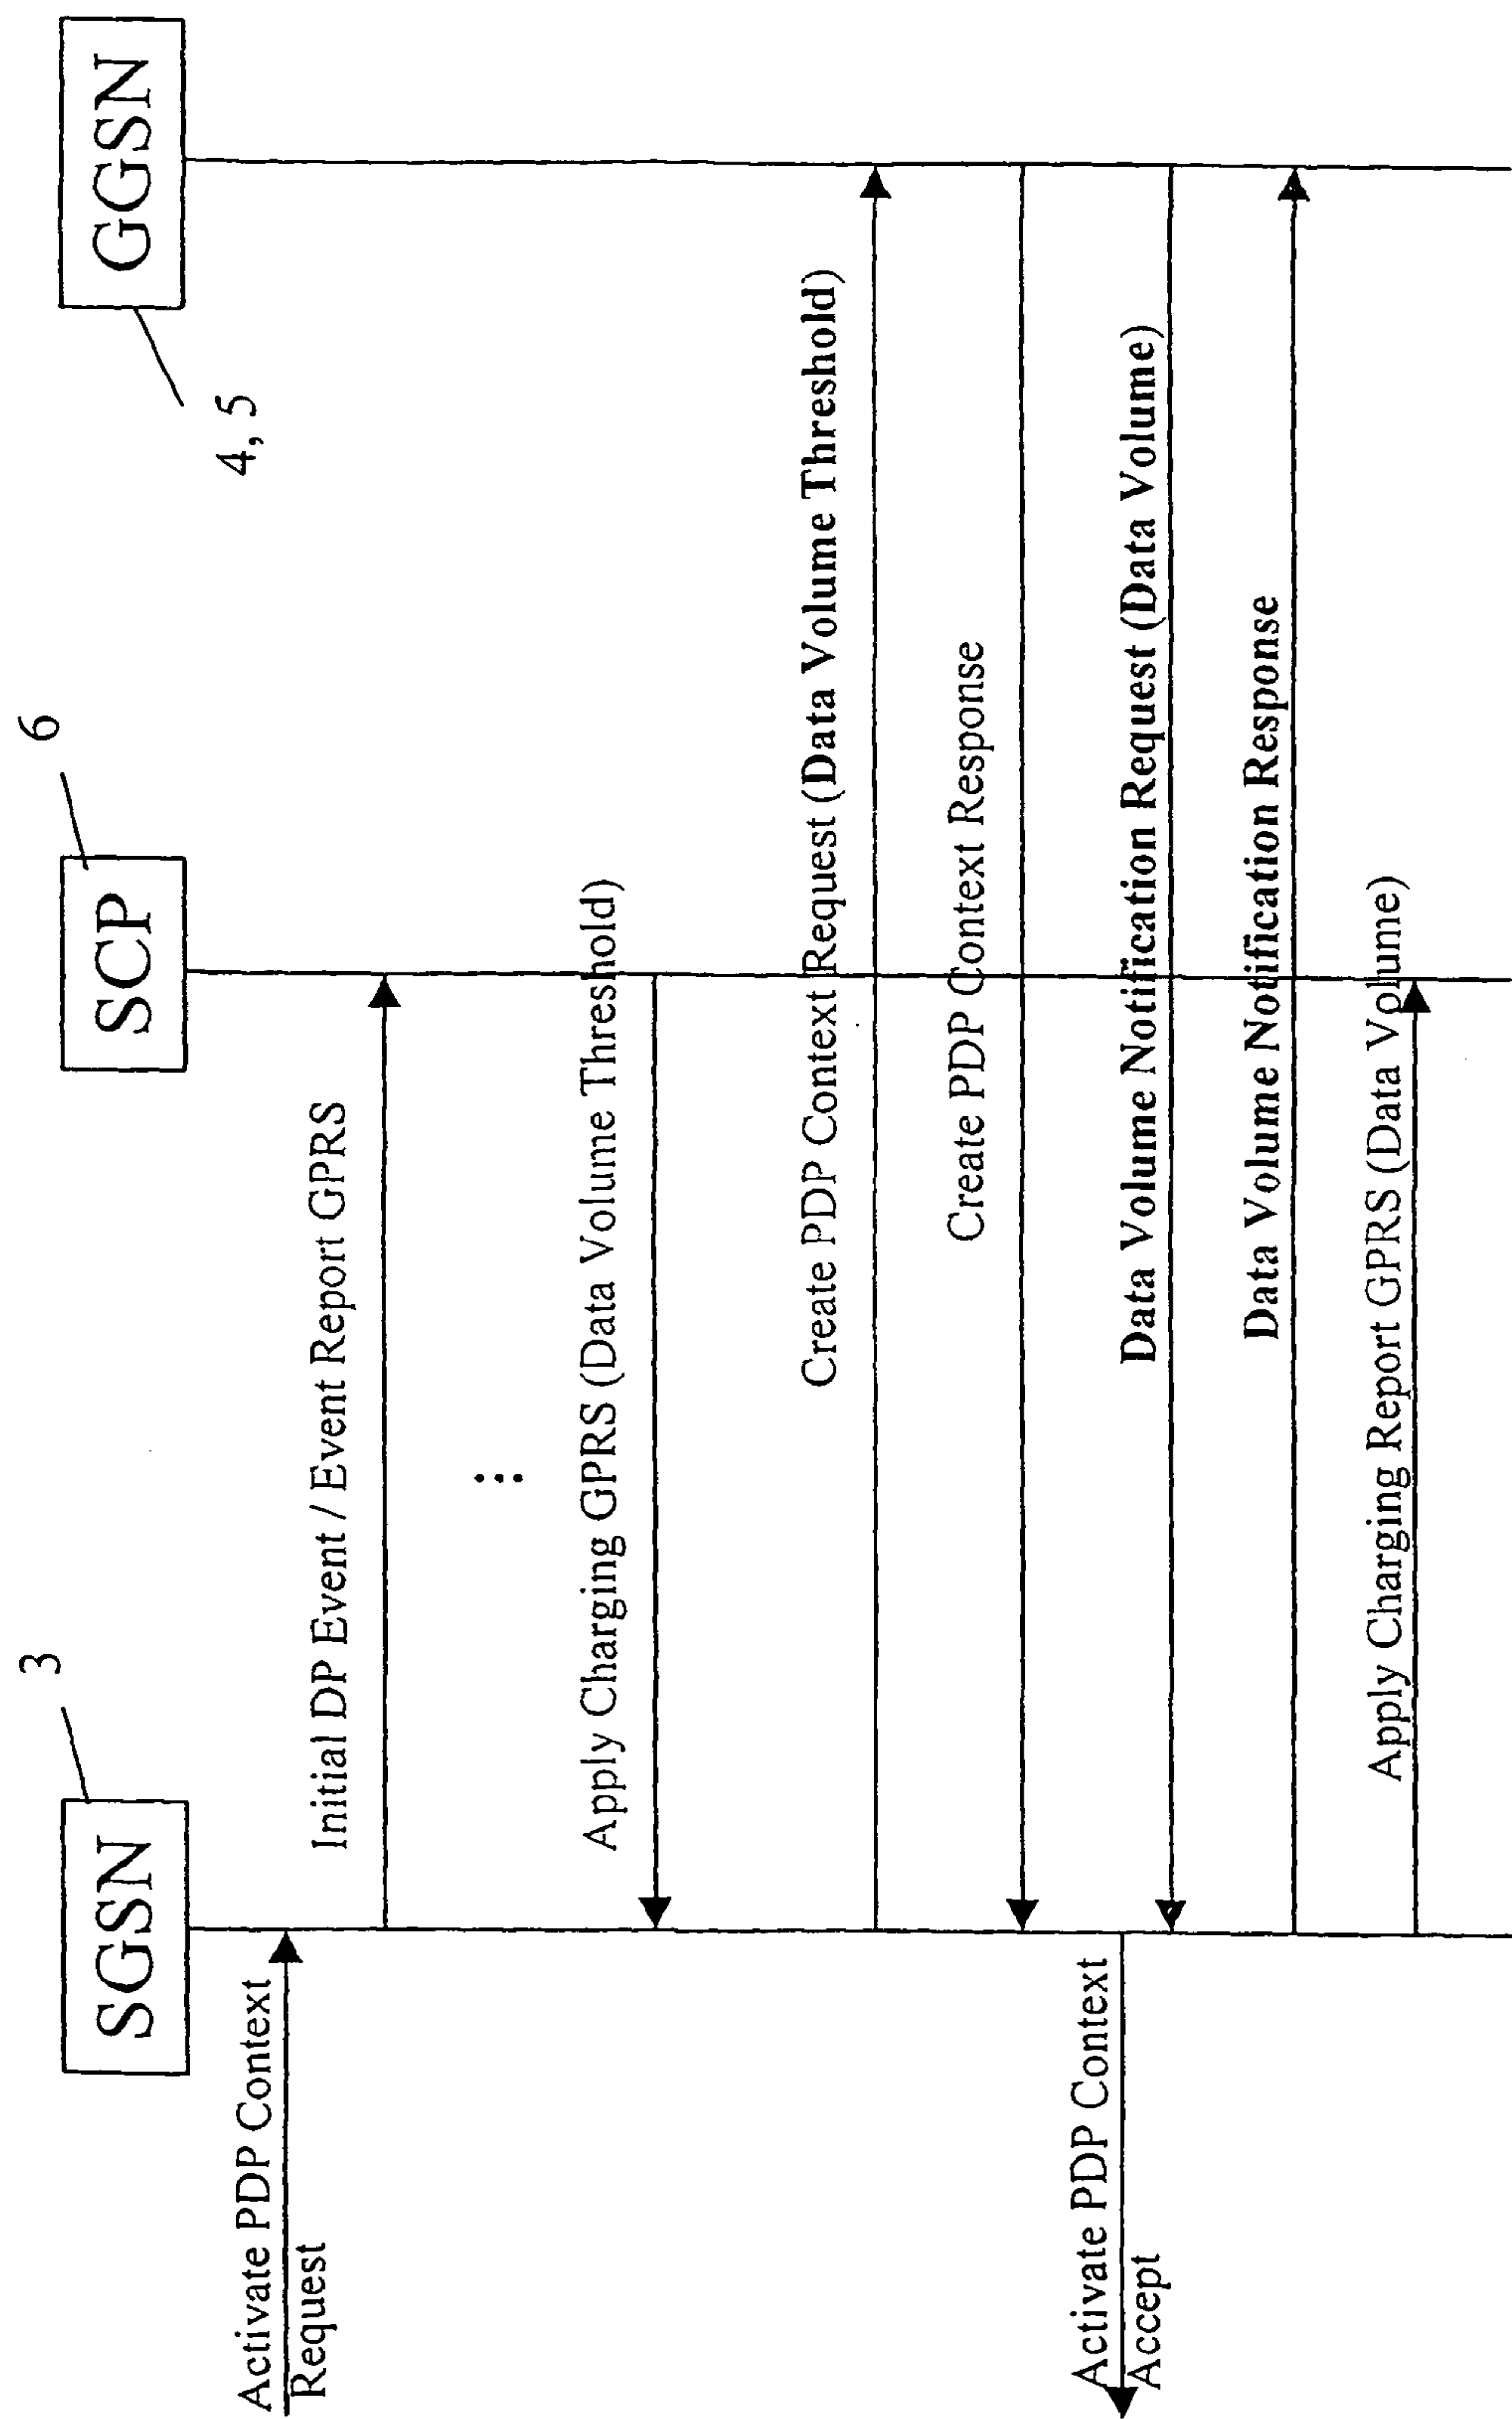 3
6
4, 5
SGSN
SCP
GGSN
Activate PDP Context
Request
Initial DP Event / Event Report GPRS
⋮
Apply Charging GPRS (Data Volume Threshold)
Create PDP Context Request (Data Volume Threshold)
Create PDP Context Response
Activate PDP Context
Accept
Data Volume Notification Request (Data Volume)
Data Volume Notification Response
Apply Charging Report GPRS (Data Volume)